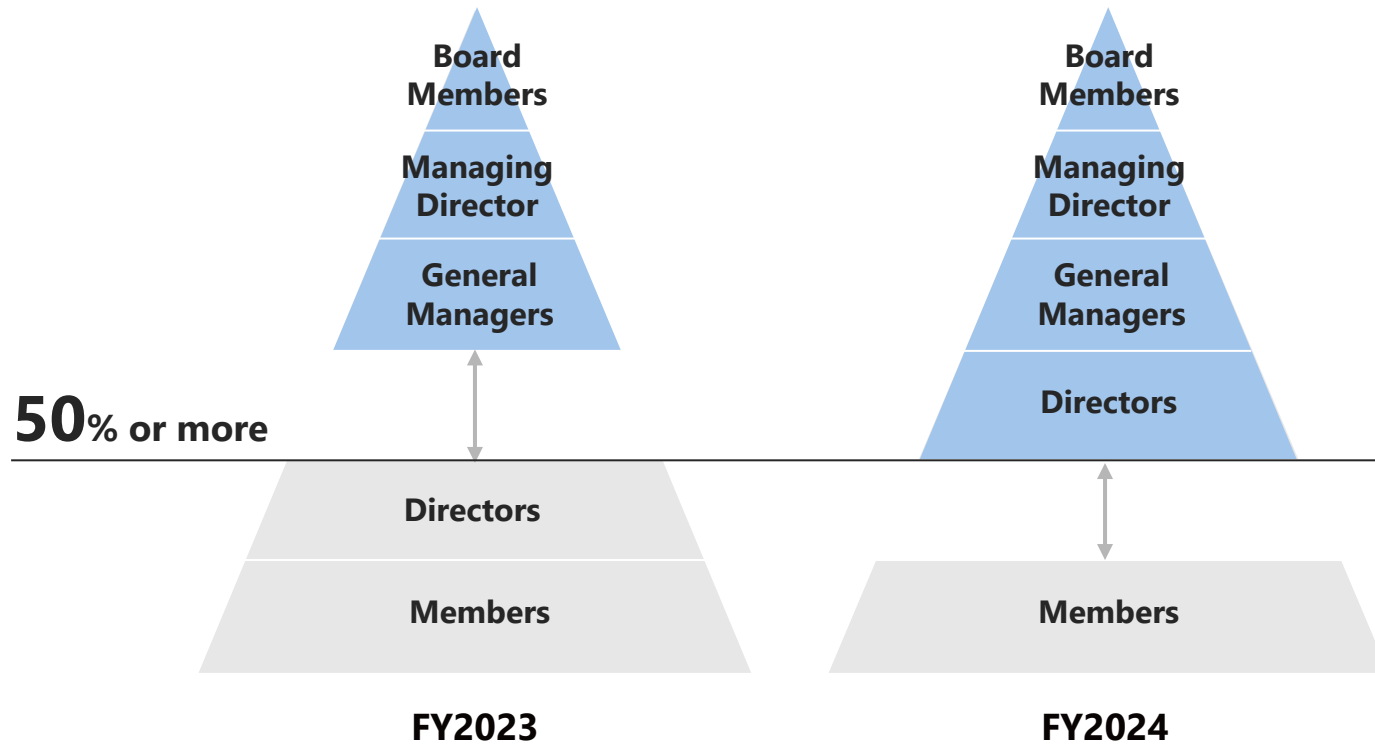 Board
Members
Managing
Director
General
Managers
50% or more
Directors
Members
FY2023
Board
Members
Managing
Director
General
Managers
Directors
Members
FY2024